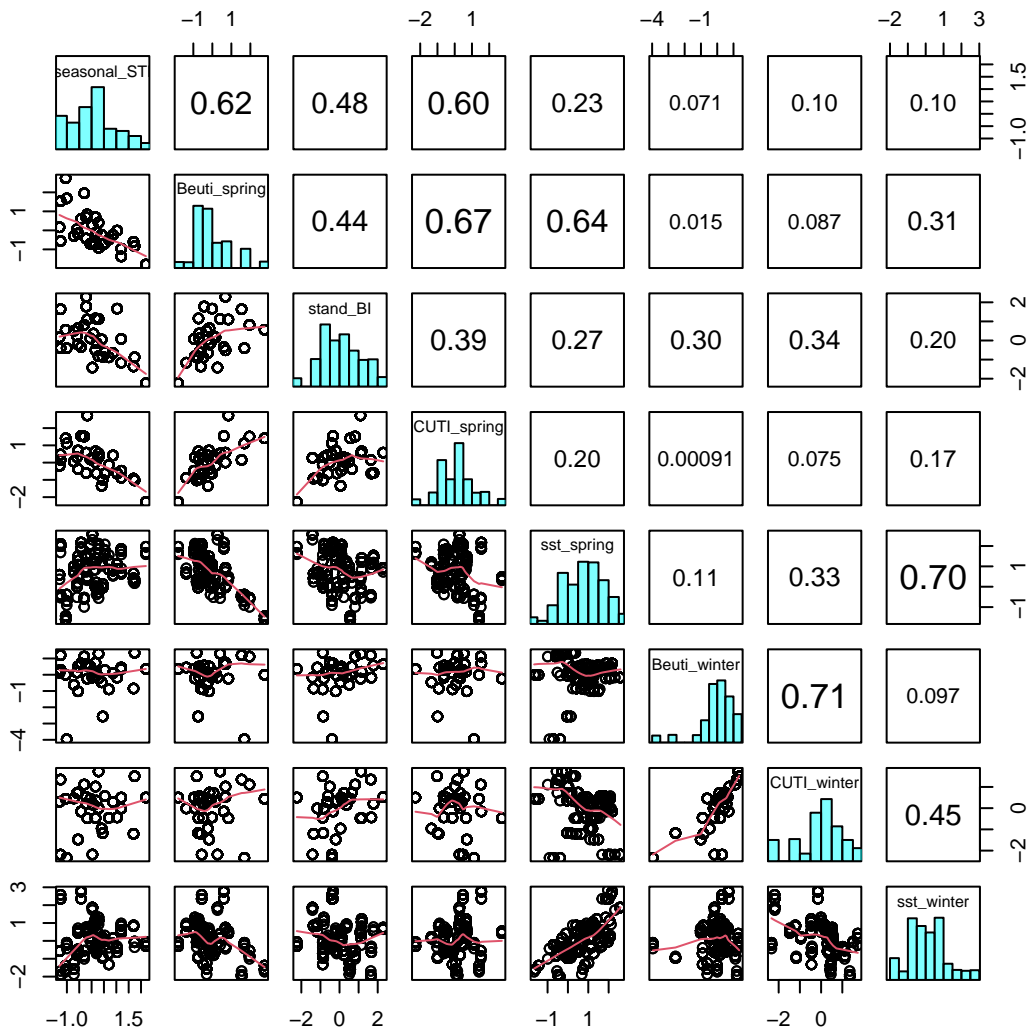 −1 1 −2 1 −4 −1 −2 0 3
seasonal_ST 0.62 0.48 0.60 0.23 0.071 0.10 0.10 −1.0 1.5
−1 1 Beuti_spring 0.44 0.67 0.64 0.015 0.087 0.31
stand_BI 0.39 0.27 0.30 0.34 0.20 −2 0 2
−2 1 CUTI_spring 0.20 0.00091 0.075 0.17
sst_spring 0.11 0.33 0.70 −1 1
−4 −1 Beuti_winter 0.71 0.097
CUTI_winter 0.45 −2 0
−2 1 3 sst_winter
−1.0 1.5 −2 0 2 −1 1 −2 0